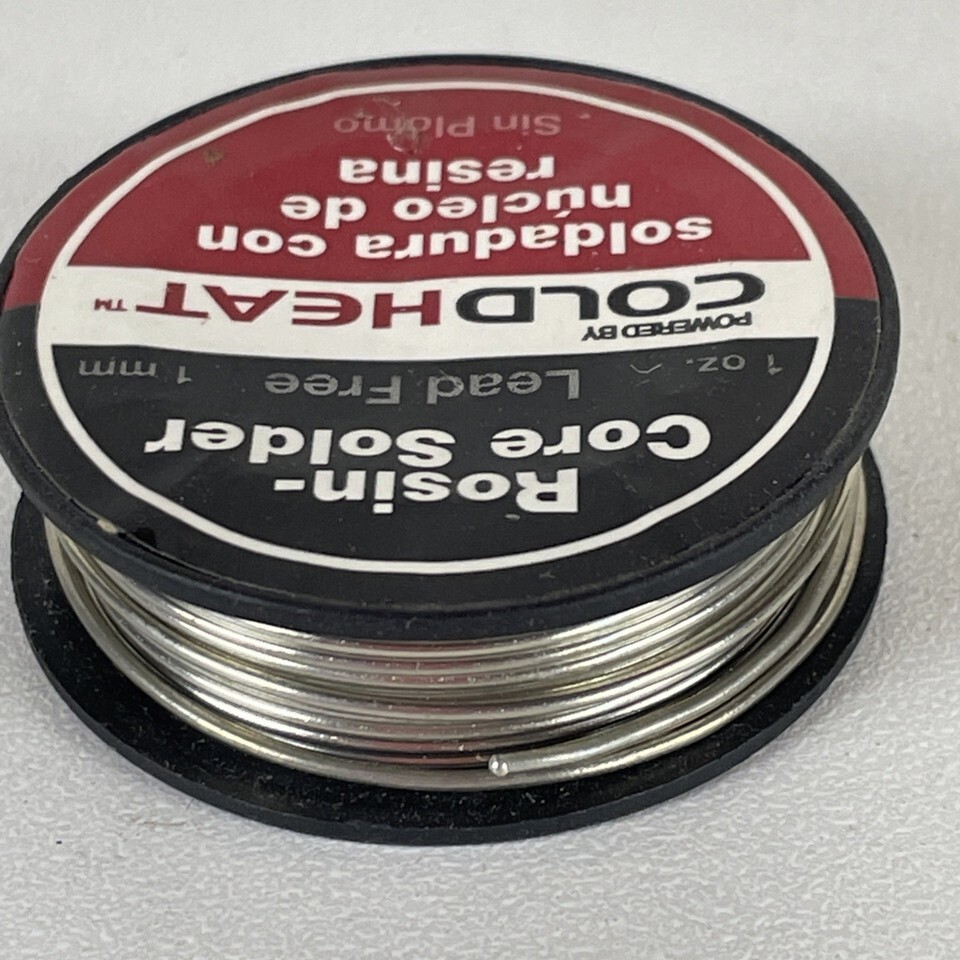 Rosin-
Core Solder
Lead Free
1 oz.
1 mm
POWERED BY
COLDHEAT™
soldadura con
núcleo de
resina
Sin Plomo